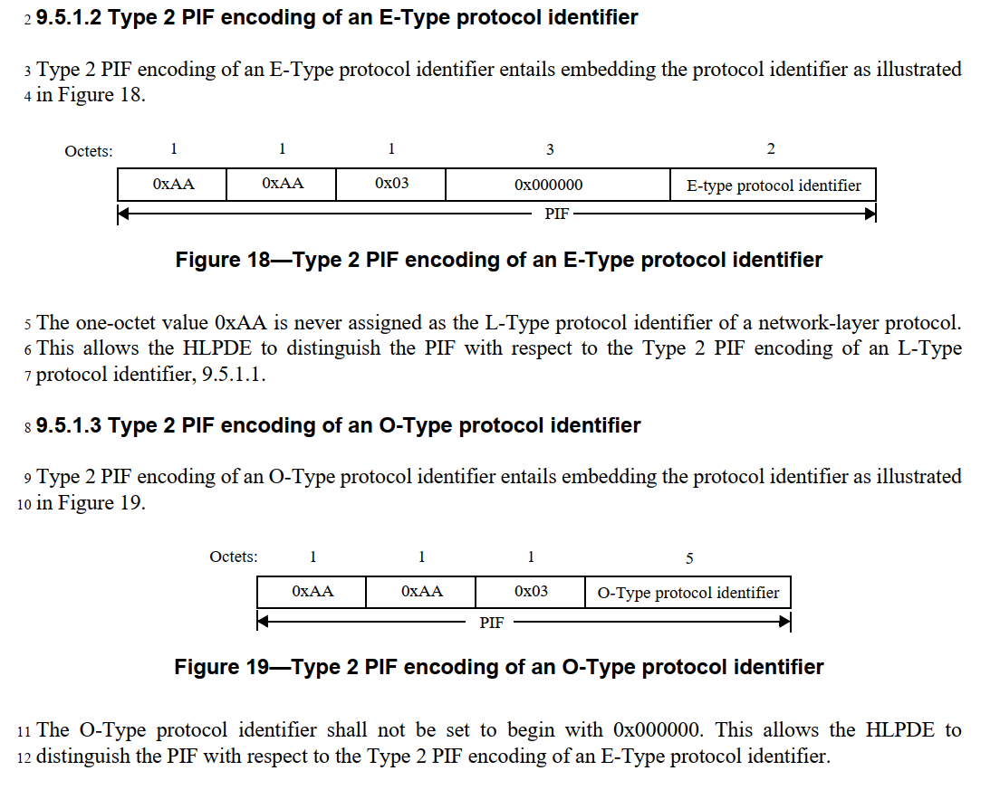 2 9.5.1.2 Type 2 PIF encoding of an E-Type protocol identifier
3 Type 2 PIF encoding of an E-Type protocol identifier entails embedding the protocol identifier as illustrated
4 in Figure 18.
Octets: 1 1 1 3 2
0xAA 0xAA 0x03 0x000000 E-type protocol identifier
PIF
Figure 18—Type 2 PIF encoding of an E-Type protocol identifier
5 The one-octet value 0xAA is never assigned as the L-Type protocol identifier of a network-layer protocol.
6 This allows the HLPDE to distinguish the PIF with respect to the Type 2 PIF encoding of an L-Type
7 protocol identifier, 9.5.1.1.
8 9.5.1.3 Type 2 PIF encoding of an O-Type protocol identifier
9 Type 2 PIF encoding of an O-Type protocol identifier entails embedding the protocol identifier as illustrated
10 in Figure 19.
Octets: 1 1 1 5
0xAA 0xAA 0x03 O-Type protocol identifier
PIF
Figure 19—Type 2 PIF encoding of an O-Type protocol identifier
11 The O-Type protocol identifier shall not be set to begin with 0x000000. This allows the HLPDE to
12 distinguish the PIF with respect to the Type 2 PIF encoding of an E-Type protocol identifier.